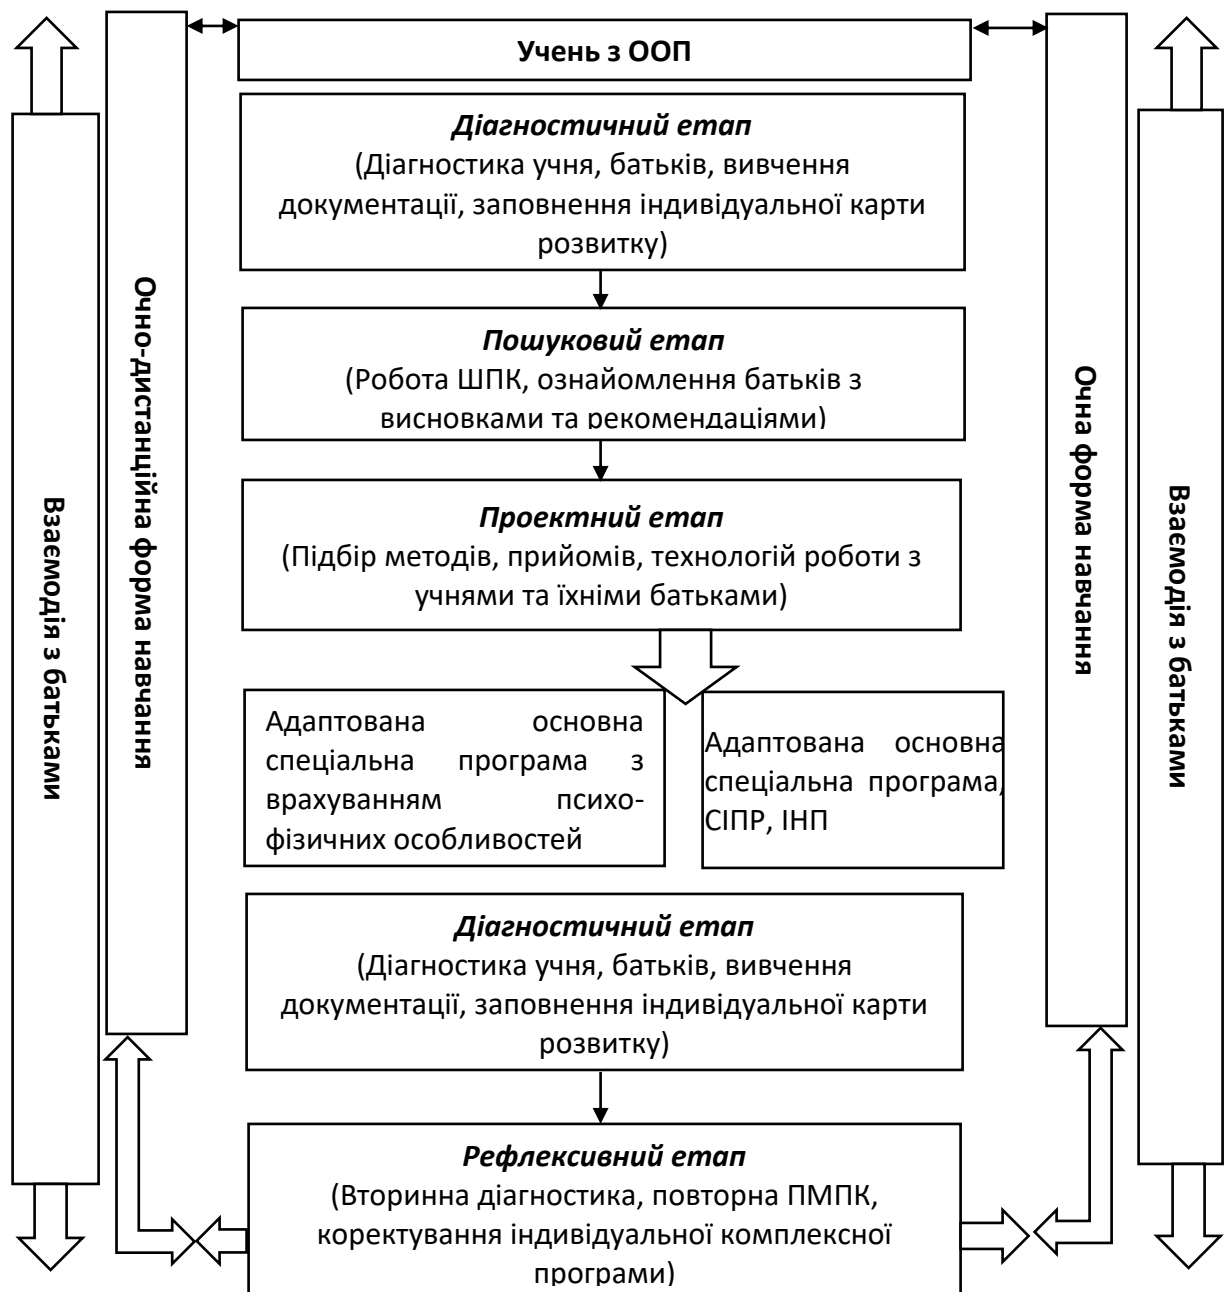 Учень з ООП
Діагностичний етап
(Діагностика учня, батьків, вивчення
документації, заповнення індивідуальної карти
розвитку)
Пошуковий етап
(Робота ШПК, ознайомлення батьків з
висновками та рекомендаціями)
Проектний етап
(Підбір методів, прийомів, технологій роботи з
учнями та їхніми батьками)
Адаптована основна
спеціальна програма з
врахуванням психо-
фізичних особливостей
Адаптована основна
спеціальна програма,
СІПР, ІНП
Діагностичний етап
(Діагностика учня, батьків, вивчення
документації, заповнення індивідуальної карти
розвитку)
Рефлексивний етап
(Вторинна діагностика, повторна ПМПК,
коректування індивідуальної комплексної
програми)
Взаємодія з батьками
Очно-дистанційна форма навчання
Очна форма навчання
Взаємодія з батьками